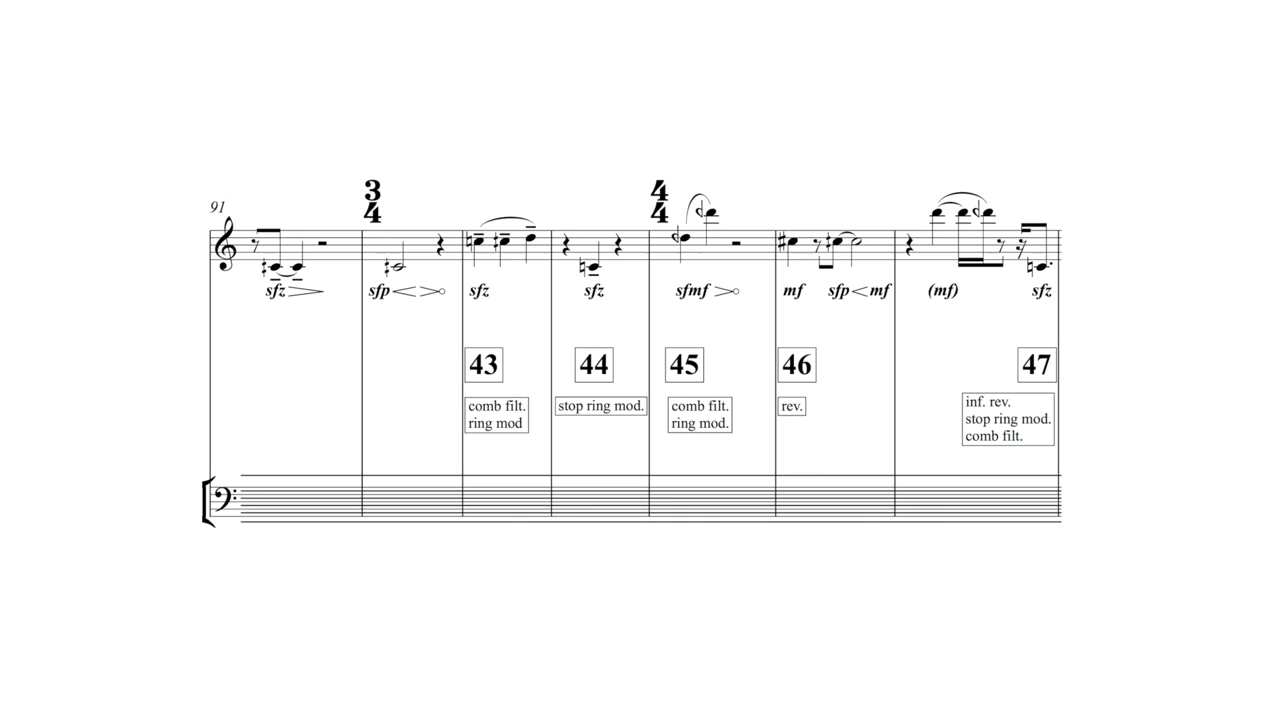 91
3
4
4
4
sfz
sfp
sfz
sfz
sfmf
mf
sfp
mf
(mf)
sfz
43
44
45
46
47
comb filt.
ring mod
stop ring mod.
comb filt.
ring mod.
rev.
inf. rev.
stop ring mod.
comb filt.